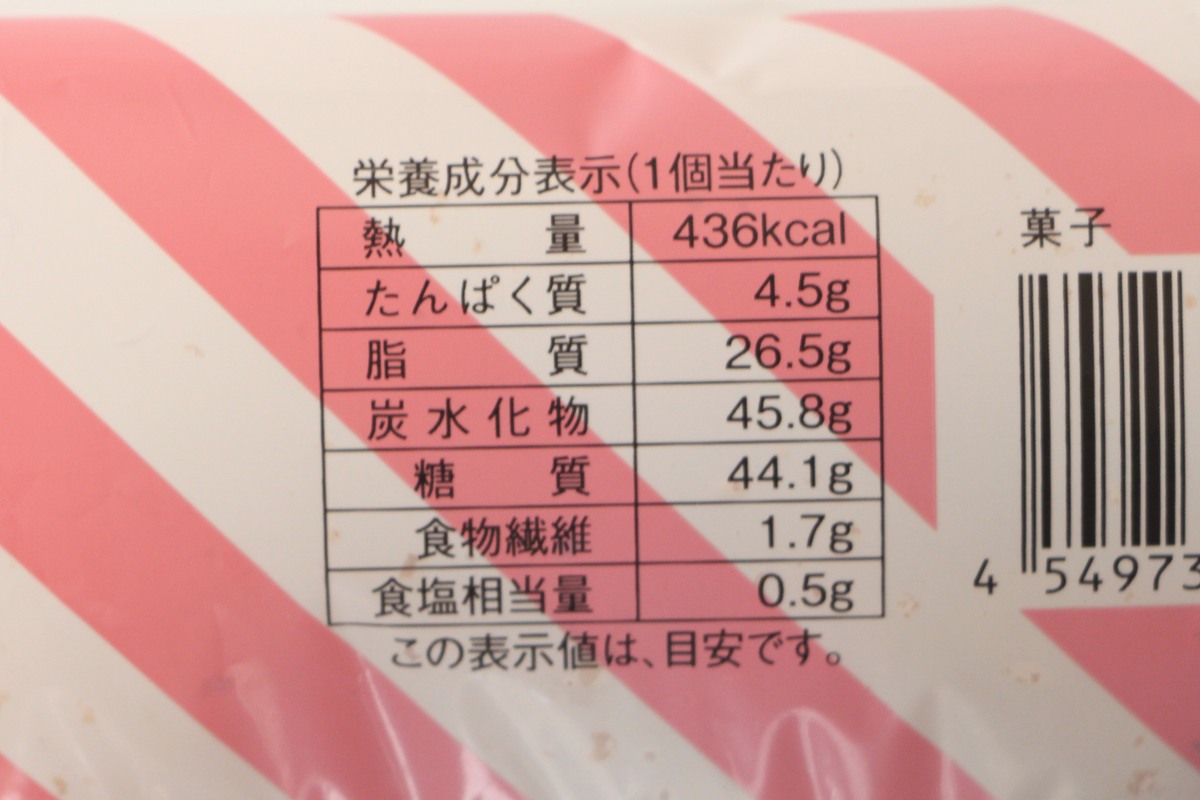 栄養成分表示(1個当たり)
熱量 436kcal
たんぱく質 4.5g
脂質 26.5g
炭水化物 45.8g
糖質 44.1g
食物繊維 1.7g
食塩相当量 0.5g
この表示値は、目安です。
菓子
4 54973